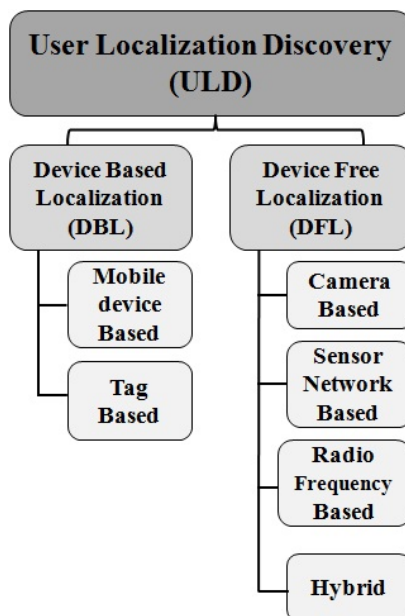 User Localization Discovery
(ULD)
Device Based
Localization
(DBL)
Mobile
device
Based
Tag
Based
Device Free
Localization
(DFL)
Camera
Based
Sensor
Network
Based
Radio
Frequency
Based
Hybrid